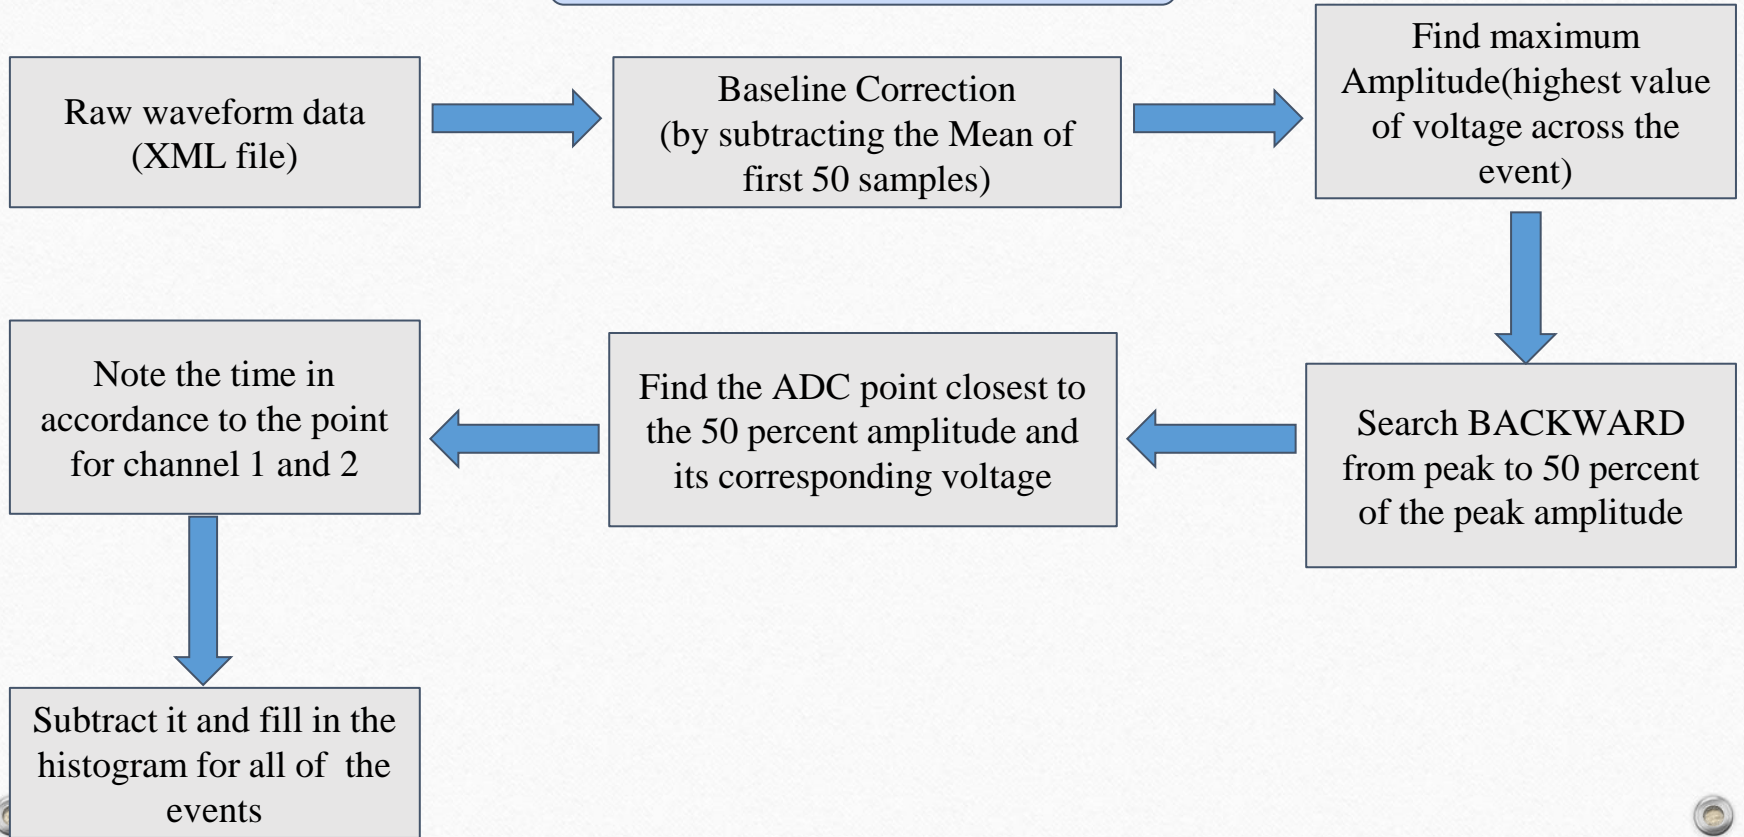 Raw waveform data
(XML file)
Baseline Correction
(by subtracting the Mean of
first 50 samples)
Find maximum
Amplitude(highest value
of voltage across the
event)
Search BACKWARD
from peak to 50 percent
of the peak amplitude
Find the ADC point closest to
the 50 percent amplitude and
its corresponding voltage
Note the time in
accordance to the point
for channel 1 and 2
Subtract it and fill in the
histogram for all of  the
events